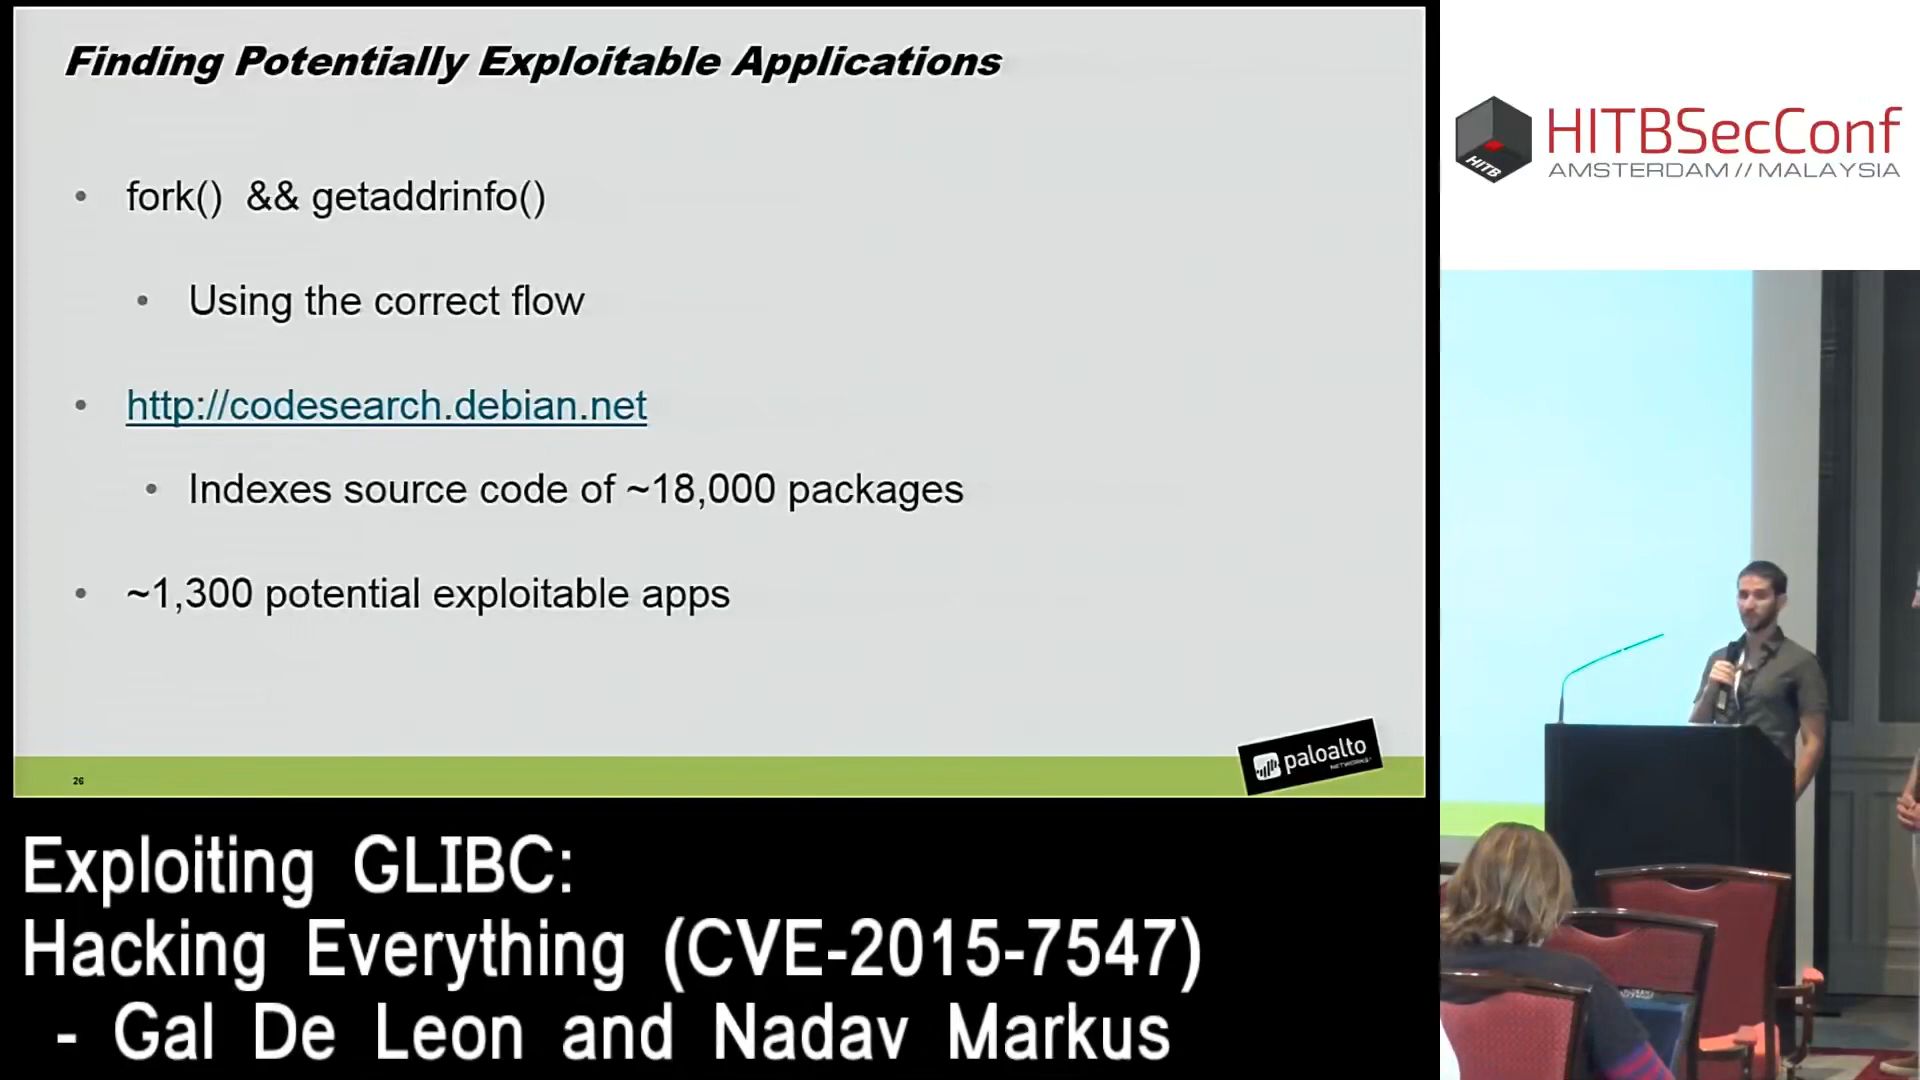 Finding Potentially Exploitable Applications
• fork() && getaddrinfo()
• Using the correct flow
• http://codesearch.debian.net
• Indexes source code of ~18,000 packages
• ~1,300 potential exploitable apps
26
paloalto
NETWORKS
HITB
HITBSecConf
AMSTERDAM // MALAYSIA
Exploiting GLIBC:
Hacking Everything (CVE-2015-7547)
- Gal De Leon and Nadav Markus